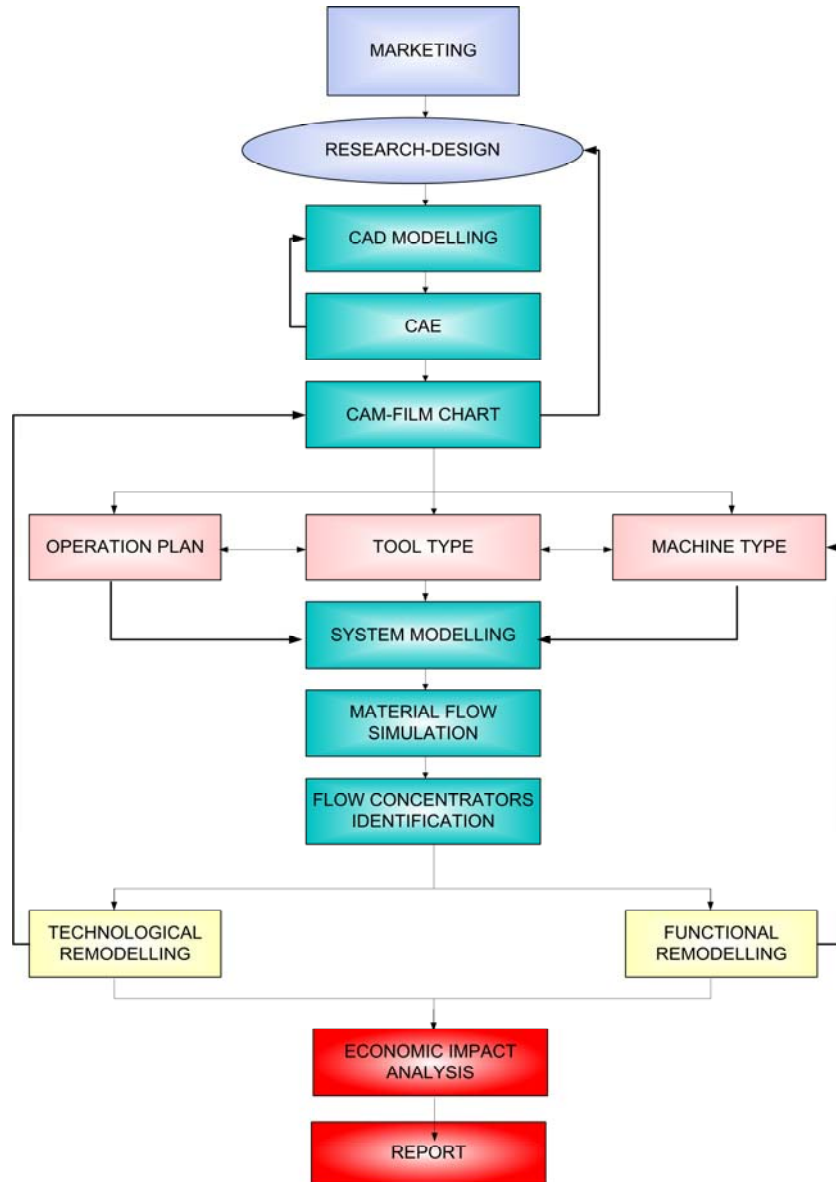 MARKETING
RESEARCH-DESIGN
CAD MODELLING
CAE
CAM-FILM CHART
OPERATION PLAN
TOOL TYPE
MACHINE TYPE
SYSTEM MODELLING
MATERIAL FLOW
SIMULATION
FLOW CONCENTRATORS
IDENTIFICATION
TECHNOLOGICAL
REMODELLING
FUNCTIONAL
REMODELLING
ECONOMIC IMPACT
ANALYSIS
REPORT